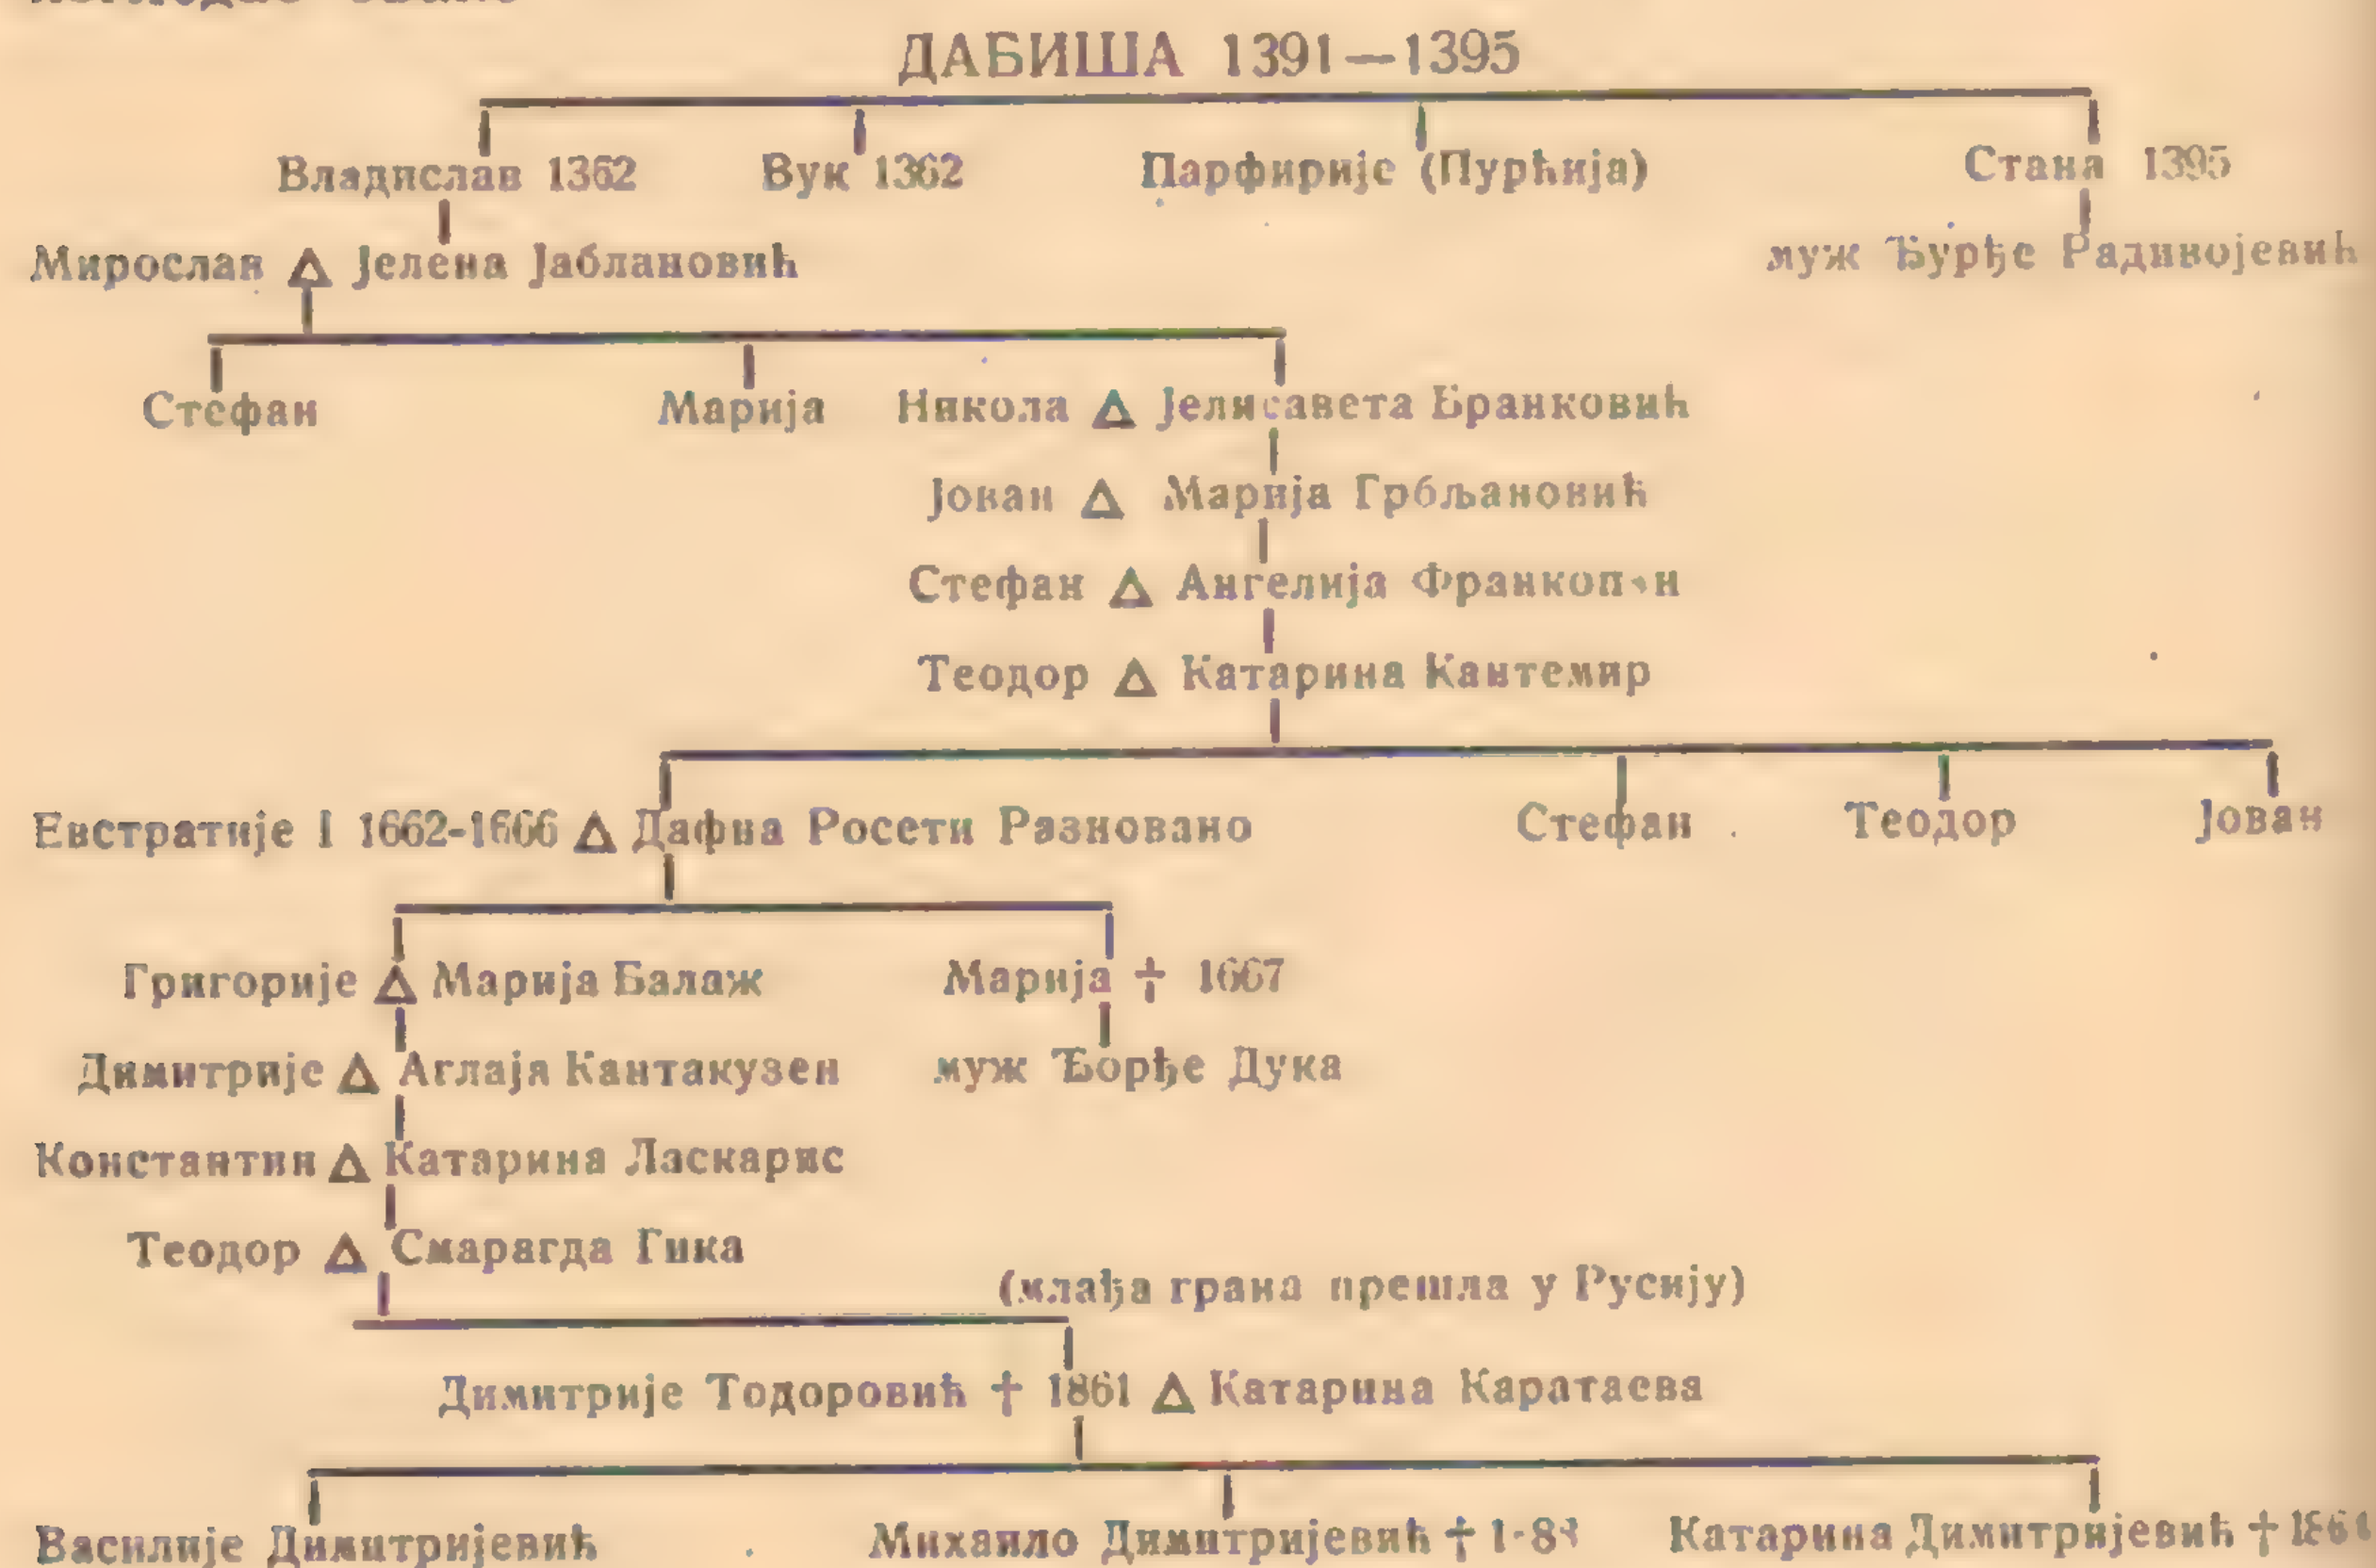 ДАБИША 1391—1395
Владислав 1362 Вук 1362 Парфирије (Пурћија) Стана 1395
Мирослав △ Јелена Јаблановић муж Ђурђе Радивојевић
Стефан Марија Никола △ Јелисавета Бранковић
Јован △ Марија Грбљановић
Стефан △ Ангелија
Теодор △ Катарина Кантемир
Евстратије I 1662-1666 △ Дафна Росети Разновано Стефан Теодор Јован
Григорије △ Марија Балаж Марија † 1667
Димитрије △ Аглаја Кантакузен муж Ђорђе Дука
Константин △ Катарина Ласкарис
Теодор △ Смарагда Гика
(млађа грана прешла у Русију)
Димитрије Тодоровић † 1861 △ Катарина Каратаева
Василије Димитријевић Михаило Димитријевић † Катарина Димитријевић †